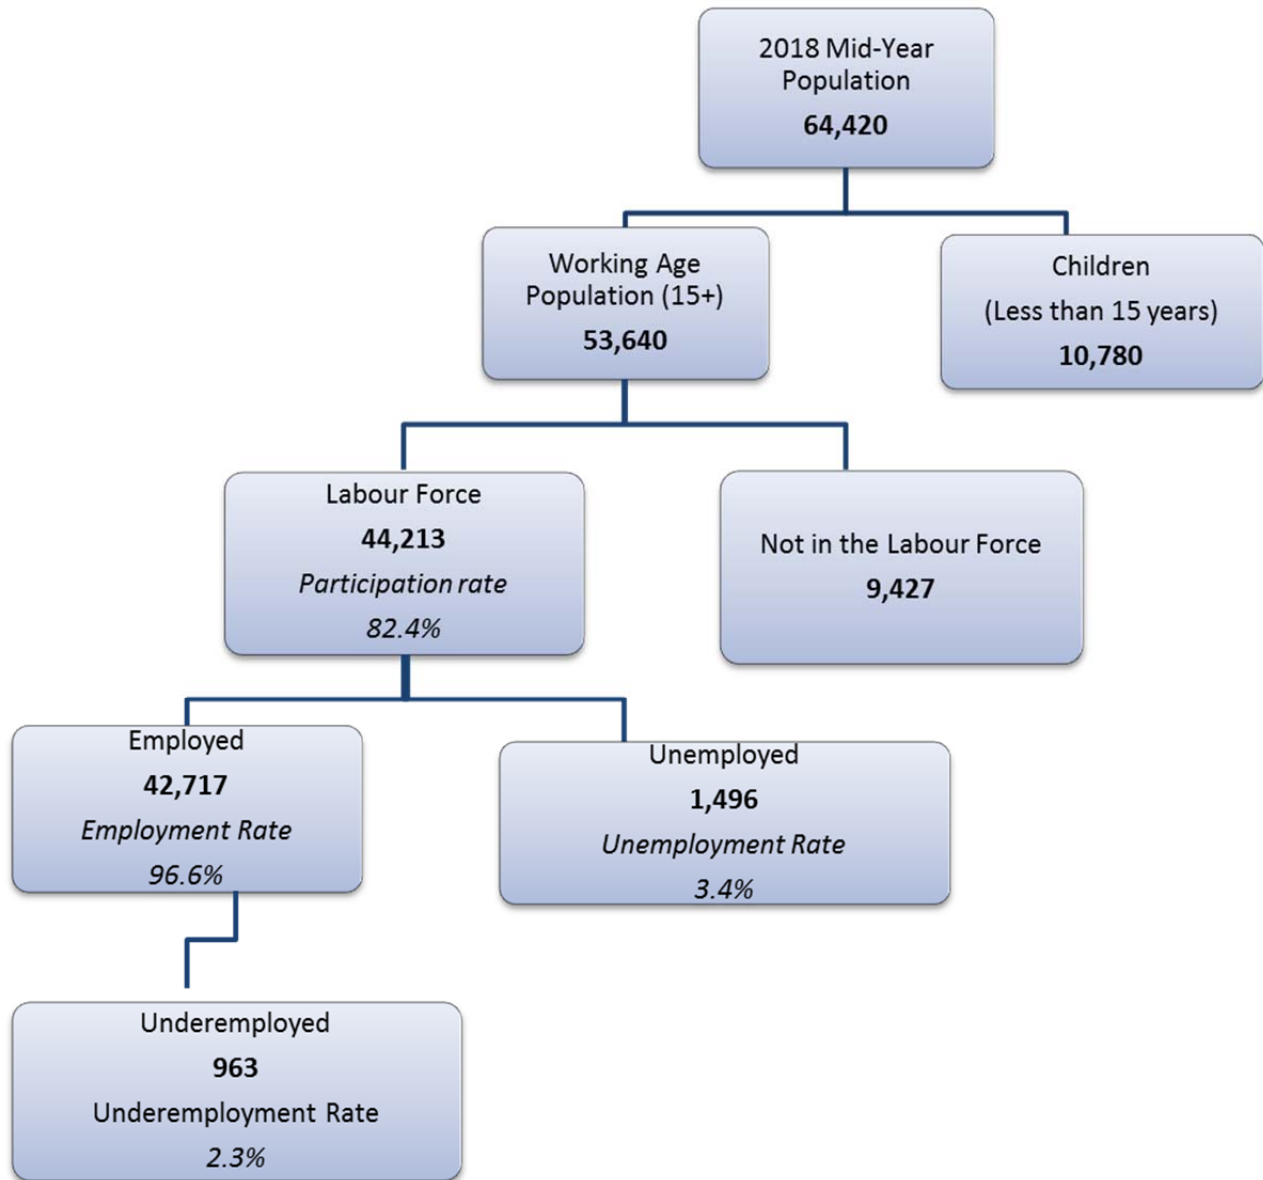 2018 Mid-Year
Population
64,420
Working Age
Population (15+)
53,640
Children
(Less than 15 years)
10,780
Labour Force
44,213
Participation rate
82.4%
Not in the Labour Force
9,427
Employed
42,717
Employment Rate
96.6%
Unemployed
1,496
Unemployment Rate
3.4%
Underemployed
963
Underemployment Rate
2.3%